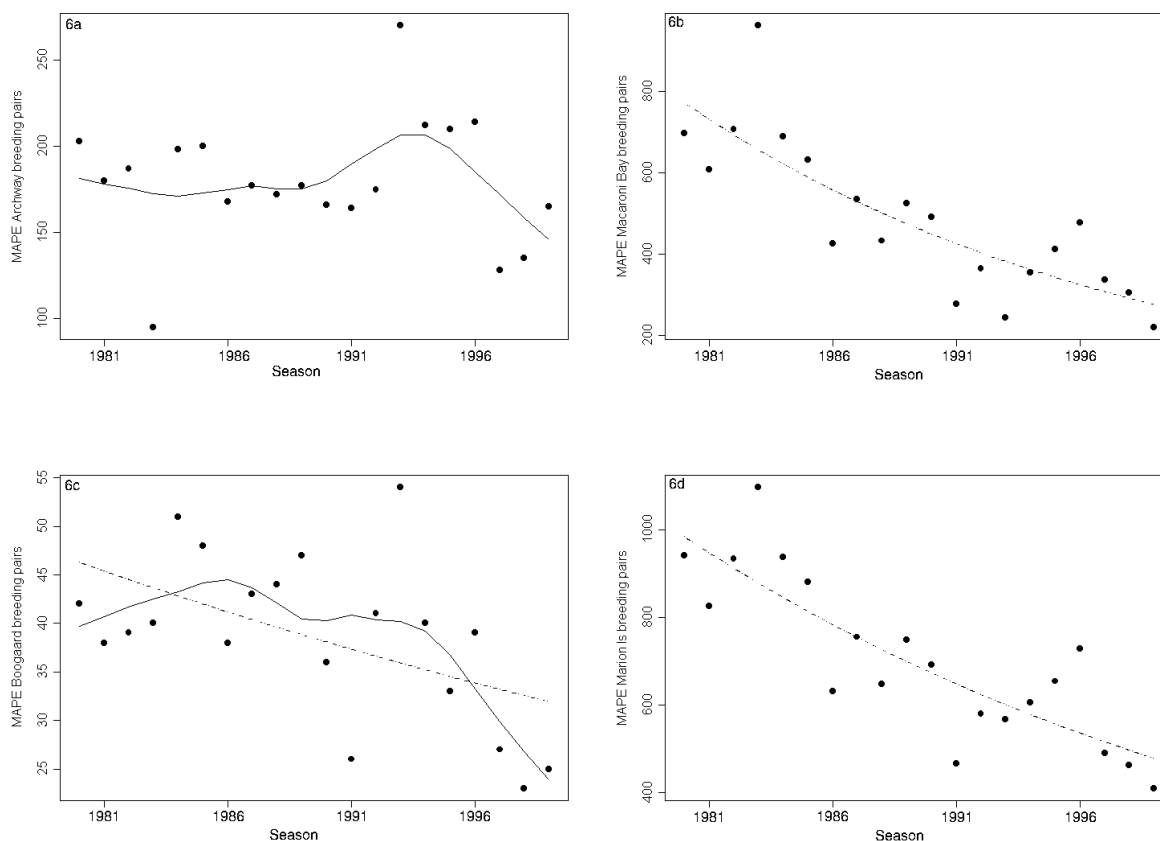 6a
MAPE Archway breeding pairs
250
200
150
100
1981 1986 1991 1996
Season
6b
MAPE Macaroni Bay breeding pairs
800
600
400
200
1981 1986 1991 1996
Season
6c
MAPE Boogaard breeding pairs
55
50
45
40
35
30
25
1981 1986 1991 1996
Season
6d
MAPE Marion Is breeding pairs
1000
800
600
400
1981 1986 1991 1996
Season